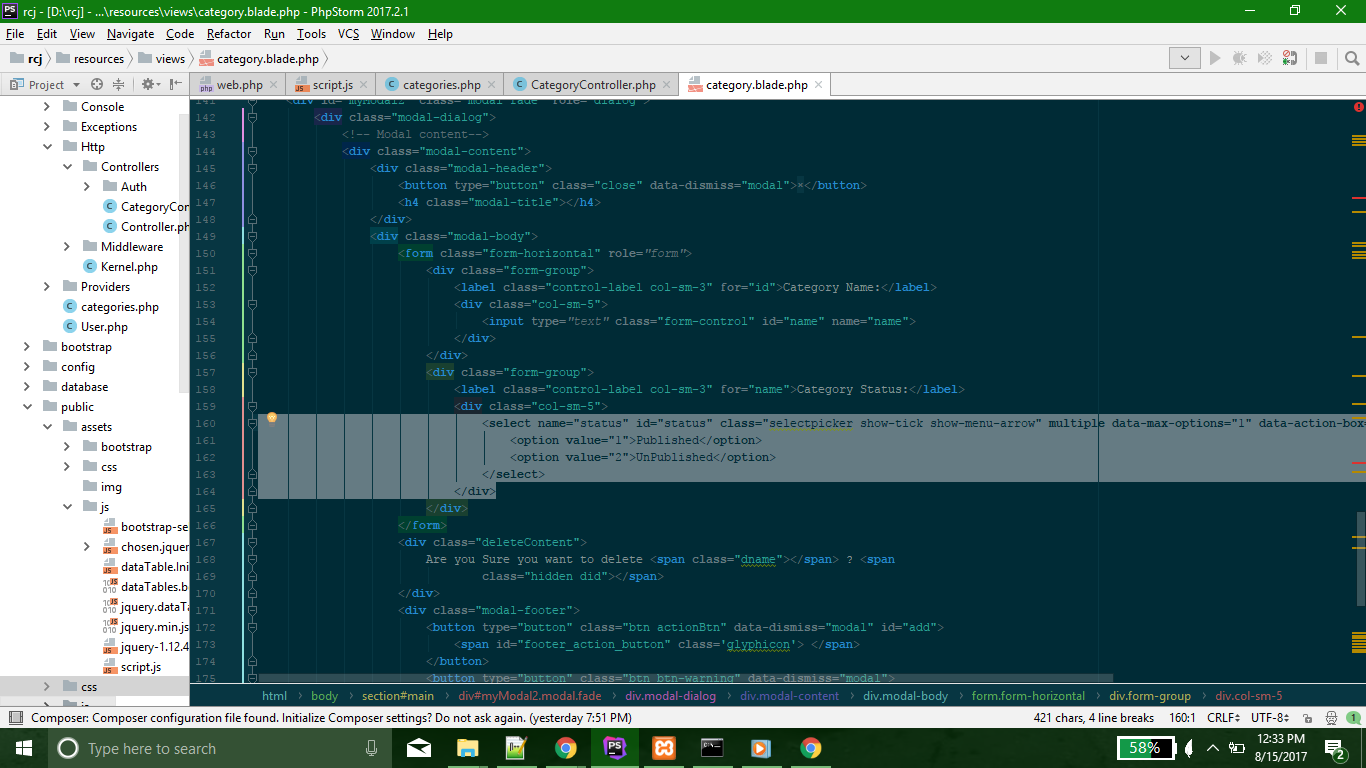 rcj - [D:\rcj] - ...\resources\views\category.blade.php - PhpStorm 2017.2.1
File Edit View Navigate Code Refactor Run Tools VCS Window Help
rcj resources views category.blade.php
Project web.php script.js categories.php CategoryController.php category.blade.php
Console
Exceptions
Http
Controllers
Auth
CategoryCon
Controller.ph
Middleware
Kernel.php
Providers
categories.php
User.php
bootstrap
config
database
public
assets
bootstrap
css
img
js
bootstrap-se
chosen.jquer
dataTable.Ini
dataTables.b
jquery.dataTa
jquery.min.js
jquery-1.12.4
script.js
css
js
141 <div id="myModal2" class="modal fade" role="dialog">
142 <div class="modal-dialog">
143 <!-- Modal content-->
144 <div class="modal-content">
145 <div class="modal-header">
146 <button type="button" class="close" data-dismiss="modal">×</button>
147 <h4 class="modal-title"></h4>
148 </div>
149 <div class="modal-body">
150 <form class="form-horizontal" role="form">
151 <div class="form-group">
152 <label class="control-label col-sm-3" for="id">Category Name:</label>
153 <div class="col-sm-5">
154 <input type="text" class="form-control" id="name" name="name">
155 </div>
156 </div>
157 <div class="form-group">
158 <label class="control-label col-sm-3" for="name">Category Status:</label>
159 <div class="col-sm-5">
160 <select name="status" id="status" class="selectpicker show-tick show-menu-arrow" multiple data-max-options="1" data-action-box=
161 <option value="1">Published</option>
162 <option value="2">UnPublished</option>
163 </select>
164 </div>
165 </div>
166 </form>
167 <div class="deleteContent">
168 Are you Sure you want to delete <span class="dname"></span> ? <span
169 class="hidden did"></span>
170 </div>
171 <div class="modal-footer">
172 <button type="button" class="btn actionBtn" data-dismiss="modal" id="add">
173 <span id="footer_action_button" class='glyphicon'> </span>
174 </button>
175 <button type="button" class="btn btn-warning" data-dismiss="modal">
html body section#main div#myModal2.modal.fade div.modal-dialog div.modal-content div.modal-body form.form-horizontal div.form-group div.col-sm-5
Composer: Composer configuration file found. Initialize Composer settings? Do not ask again. (yesterday 7:51 PM) 421 chars, 4 line breaks 160:1 CRLF UTF-8 1
Type here to search 58% 12:33 PM
8/15/2017 2